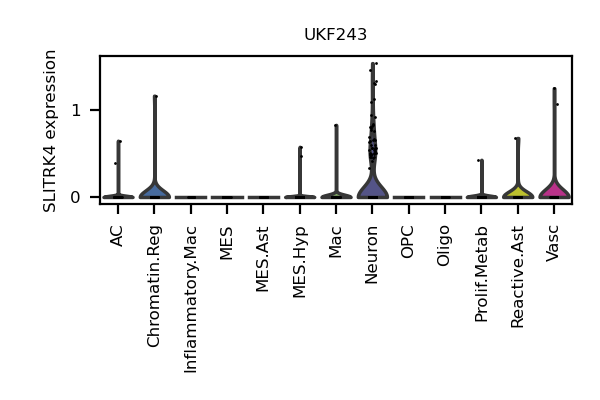 UKF243
SLITRK4 expression
1
0
AC
Chromatin.Reg
Inflammatory.Mac
MES
MES.Ast
MES.Hyp
Mac
Neuron
OPC
Oligo
Prolif.Metab
Reactive.Ast
Vasc